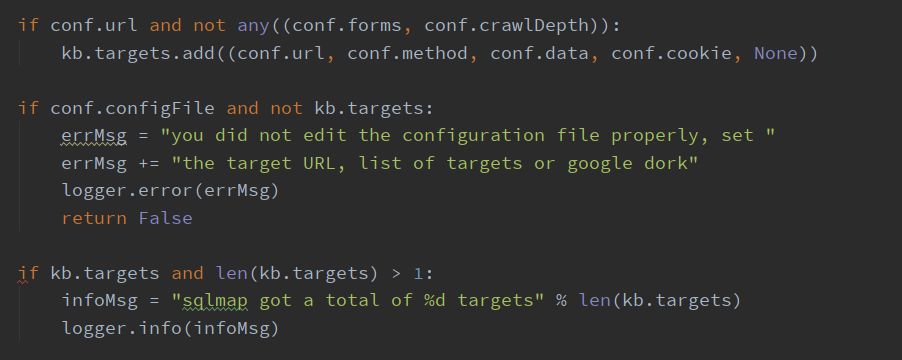 if conf.url and not any((conf.forms, conf.crawlDepth)):
    kb.targets.add((conf.url, conf.method, conf.data, conf.cookie, None))

if conf.configFile and not kb.targets:
    errMsg = "you did not edit the configuration file properly, set "
    errMsg += "the target URL, list of targets or google dork"
    logger.error(errMsg)
    return False

if kb.targets and len(kb.targets) > 1:
    infoMsg = "sqlmap got a total of %d targets" % len(kb.targets)
    logger.info(infoMsg)